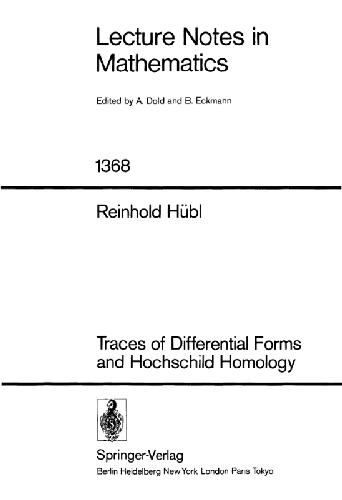 Lecture Notes in
Mathematics
Edited by A. Dold and B. Eckmann
1368
Reinhold Hübl
Traces of Differential Forms
and Hochschild Homology
Springer-Verlag
Berlin Heidelberg New York London Paris Tokyo